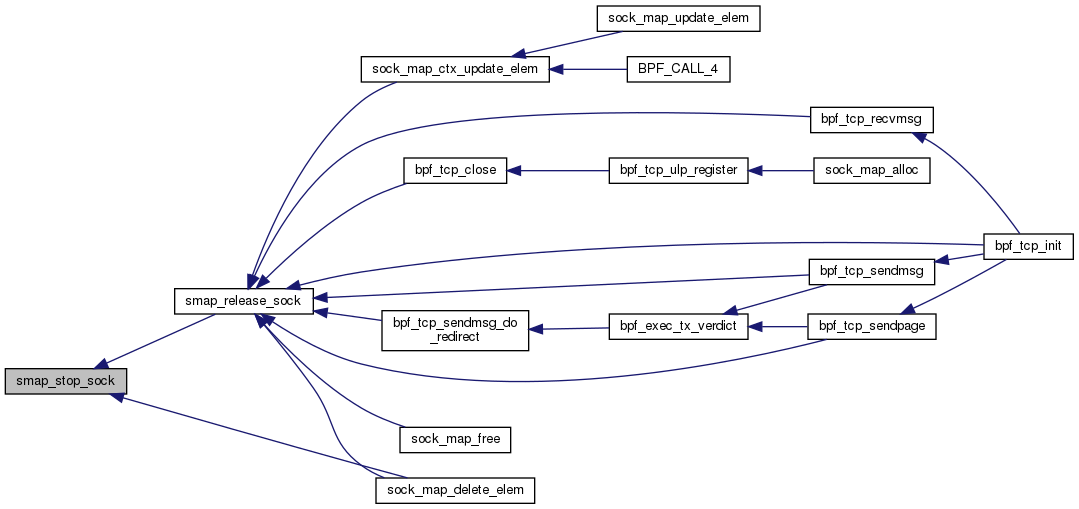 sock_map_update_elem
sock_map_ctx_update_elem
BPF_CALL_4
bpf_tcp_recvmsg
bpf_tcp_close
bpf_tcp_ulp_register
sock_map_alloc
bpf_tcp_init
bpf_tcp_sendmsg
smap_release_sock
bpf_tcp_sendmsg_do
_redirect
bpf_exec_tx_verdict
bpf_tcp_sendpage
smap_stop_sock
sock_map_free
sock_map_delete_elem